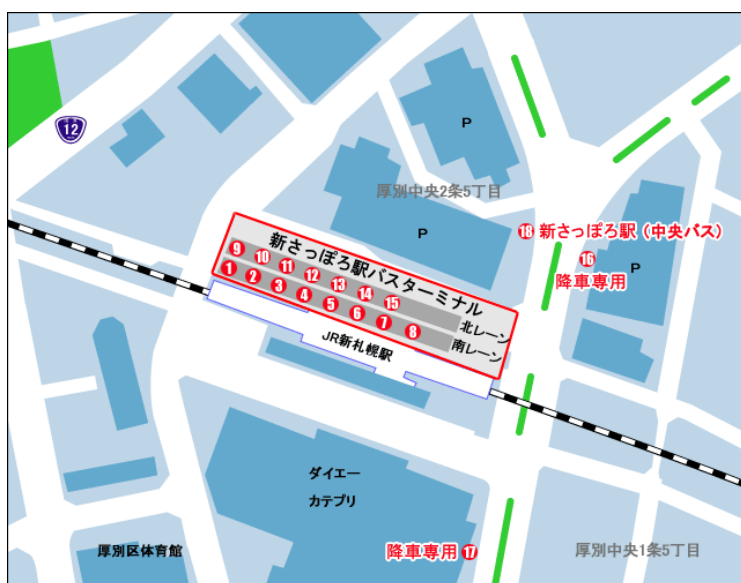 12
P
厚別中央2条5丁目
新さっぽろ駅バスターミナル
P
⑱ 新さっぽろ駅（中央バス）
⑯
降車専用
P
⑨ ⑩ ⑪ ⑫ ⑬ ⑭ ⑮
北レーン
① ② ③ ④ ⑤ ⑥ ⑦ ⑧
南レーン
JR新札幌駅
ダイエー
カテプリ
厚別区体育館
降車専用 ⑰
厚別中央1条5丁目